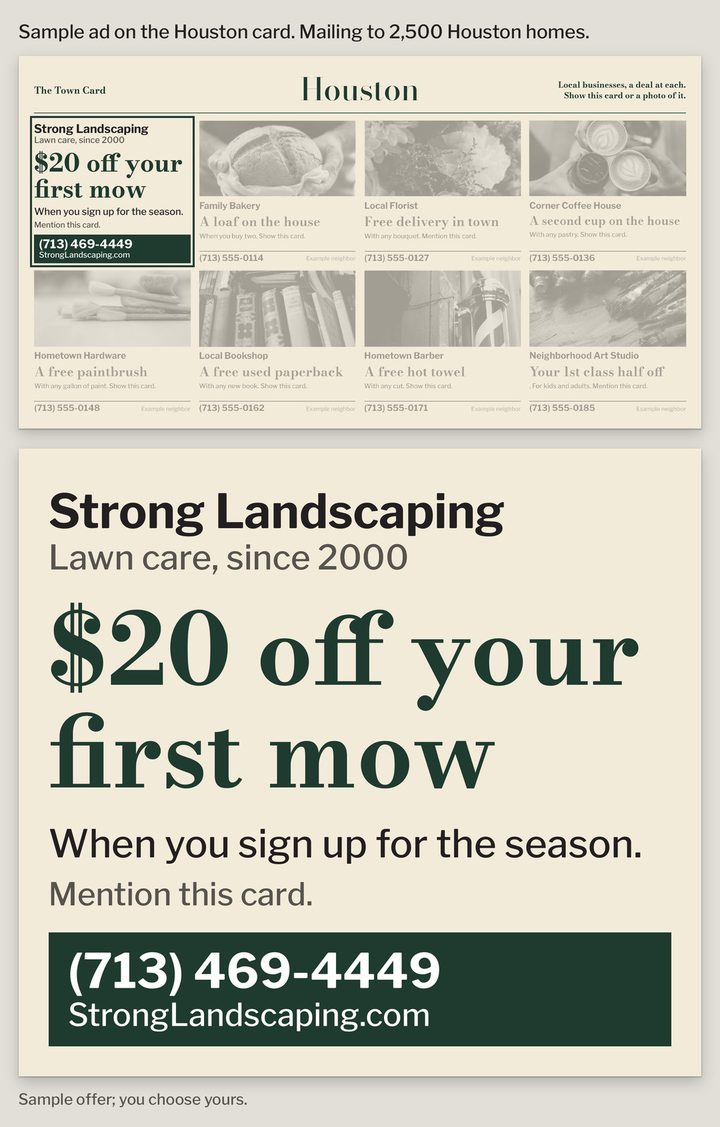 Sample ad on the Houston card. Mailing to 2,500 Houston homes.
The Town Card
Houston
Local businesses, a deal at each.
Show this card or a photo of it.
Strong Landscaping
Lawn care, since 2000
$20 off your
first mow
When you sign up for the season.
Mention this card.
(713) 469-4449
StrongLandscaping.com
Family Bakery
A loaf on the house
When you buy two. Show this card.
(713) 555-0114
Example neighbor
Local Florist
Free delivery in town
With any bouquet. Mention this card.
(713) 555-0127
Example neighbor
Corner Coffee House
A second cup on the house
With any pastry. Show this card.
(713) 555-0136
Example neighbor
Hometown Hardware
A free paintbrush
With any gallon of paint. Show this card.
(713) 555-0148
Example neighbor
Local Bookshop
A free used paperback
With any new book. Show this card.
(713) 555-0162
Example neighbor
Hometown Barber
A free hot towel
With any cut. Show this card.
(713) 555-0171
Example neighbor
Neighborhood Art Studio
Your 1st class half off
For kids and adults. Mention this card.
(713) 555-0185
Example neighbor
Strong Landscaping
Lawn care, since 2000
$20 off your
first mow
When you sign up for the season.
Mention this card.
(713) 469-4449
StrongLandscaping.com
Sample offer; you choose yours.